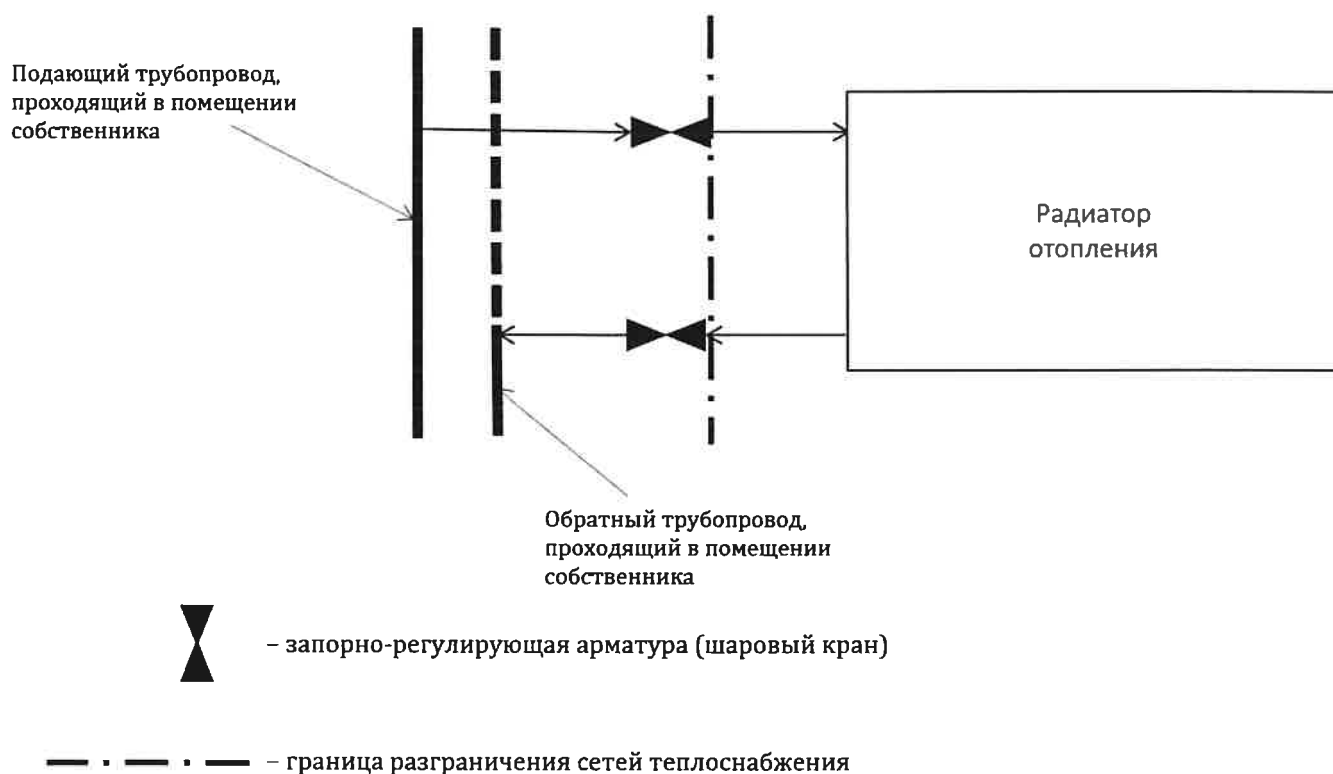 Подающий трубопровод,
проходящий в помещении
собственника
Радиатор
отопления
Обратный трубопровод,
проходящий в помещении
собственника
– запорно-регулирующая арматура (шаровый кран)
– граница разграничения сетей теплоснабжения